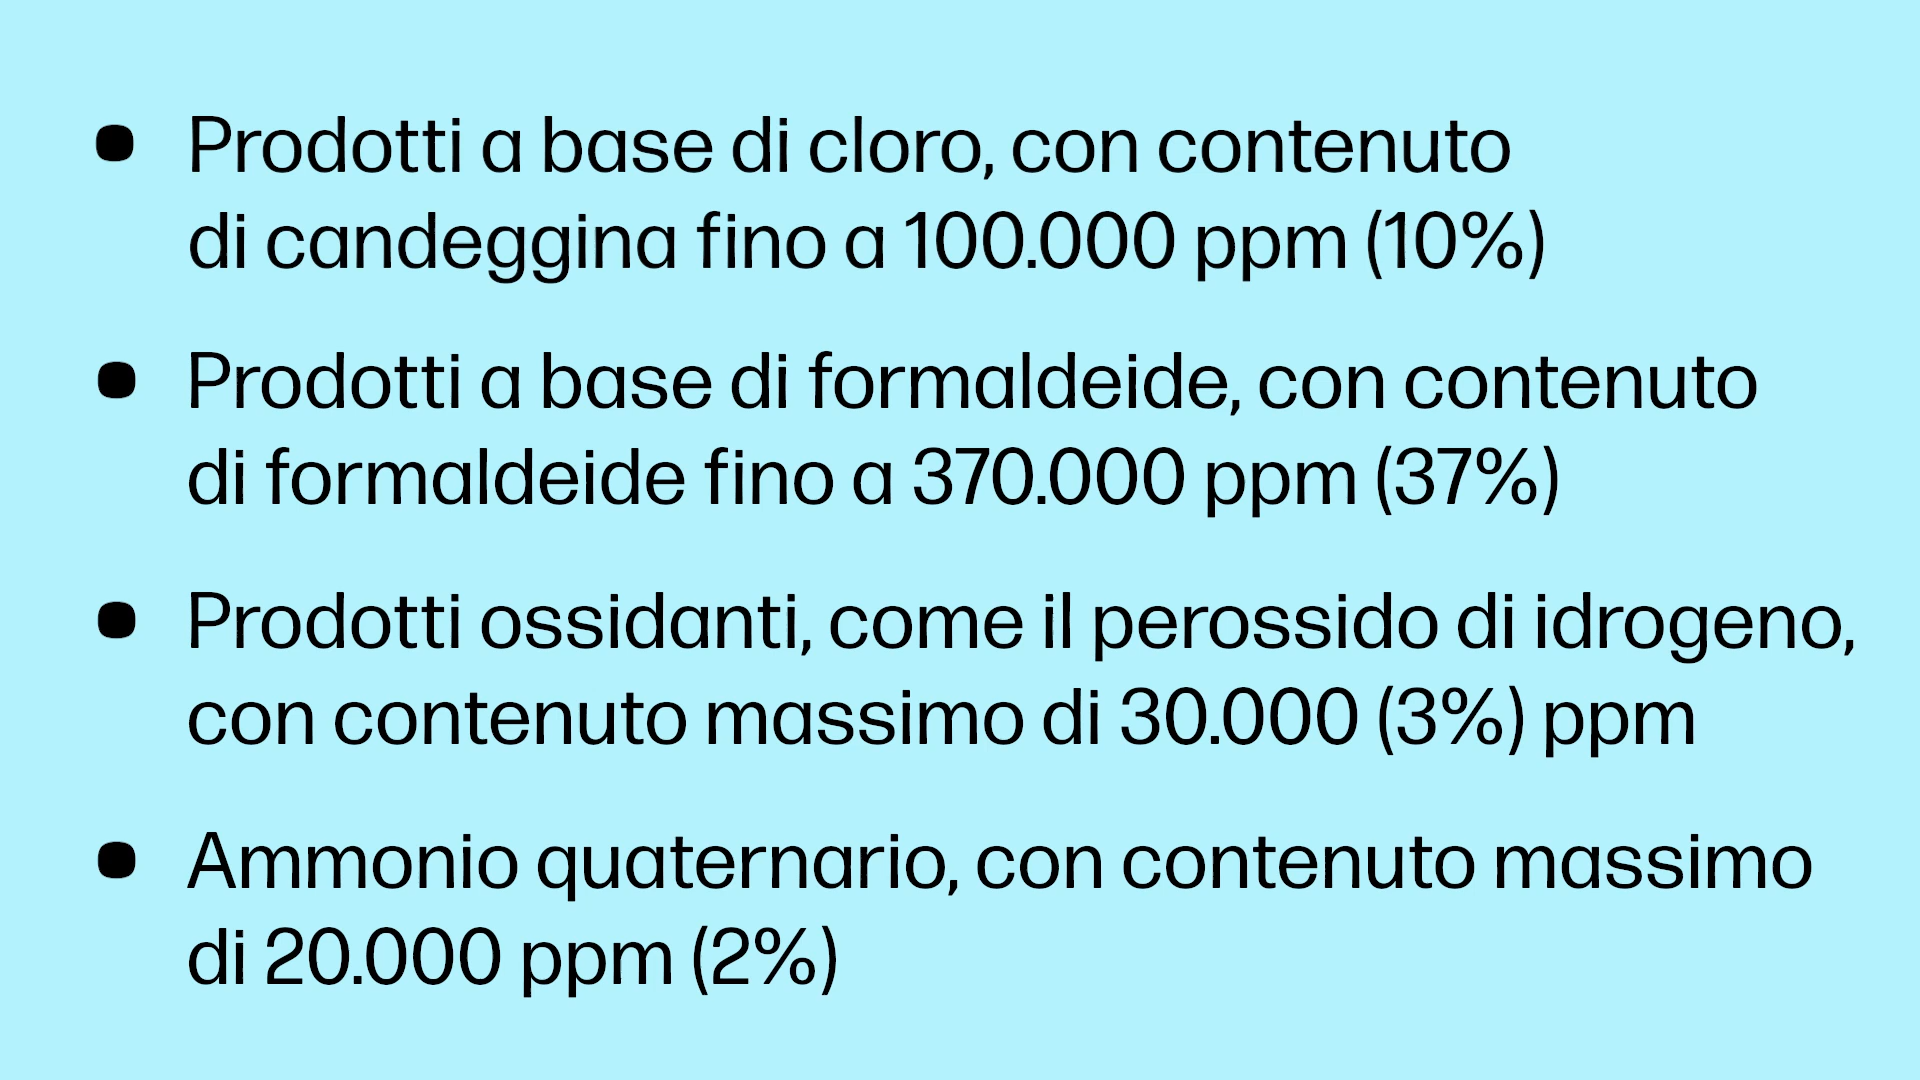 • Prodotti a base di cloro, con contenuto
di candeggina fino a 100.000 ppm (10%)
• Prodotti a base di formaldeide, con contenuto
di formaldeide fino a 370.000 ppm (37%)
• Prodotti ossidanti, come il perossido di idrogeno,
con contenuto massimo di 30.000 (3%) ppm
• Ammonio quaternario, con contenuto massimo
di 20.000 ppm (2%)